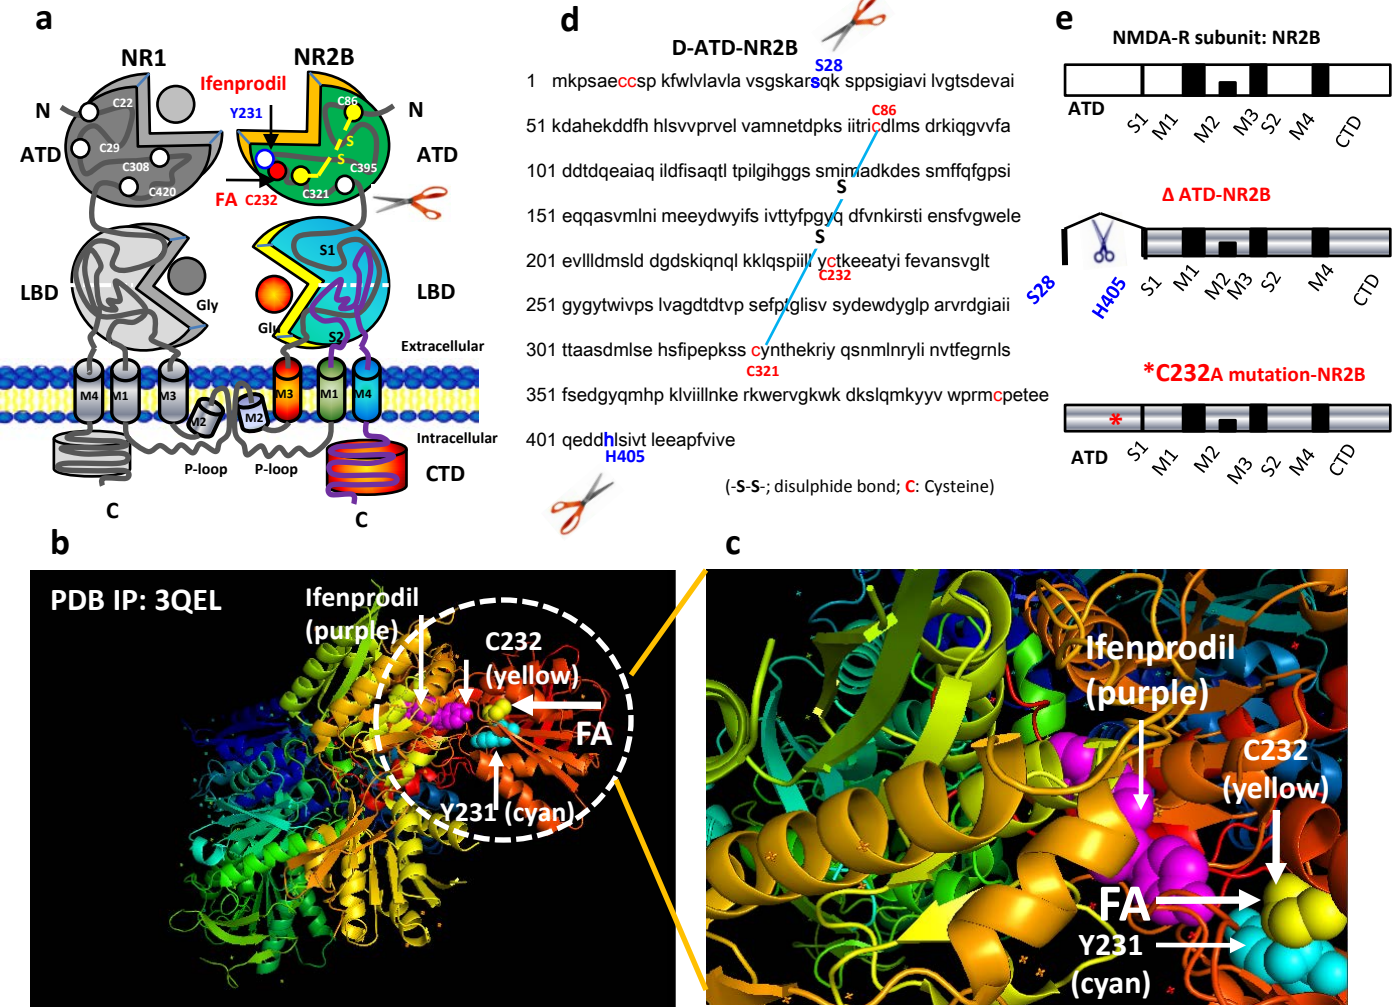 a
NR1
NR2B
Ifenprodil
Y231
N
N
C22
C86
S
S
ATD
C29
C308
C420
C395
C321
ATD
FA C232
S1
LBD
Gly
Glu
S2
LBD
Extracellular
M4
M1
M3
M2
M2
M3
M1
M4
Intracellular
P-loop
P-loop
CTD
C
C
d
D-ATD-NR2B
S28
1 mkpsaeccsp kfwlvlavla vsgskarsqk sppsigiavi lvgtsdevai
C86
51 kdahekddfh hlsvvprvel vamnetdpks iitricdlms drkiqgvvfa
101 ddtdqeaiaq ildfisaqtl tpilgihggs smimadkdes smffqfgpsi
S
151 eqqasvmlni meeydwyifs ivttyfpgyq dfvnkirsti ensfvgwele
S
201 evllldmsld dgdskiqnql kklqspiill yctkeeatyi fevansvglt
C232
251 gygytwivps lvagdtdtvp sefptglisv sydewdyglp arvrdgiaii
301 ttaasdmlse hsfipepkss cynthekriy qsnmlnryli nvtfegrnls
C321
351 fsedgyqmhp klviillnke rkwervgkwk dkslqmkyyv wprmcpetee
401 qeddhlsivt leeapfvive
H405
(-S-S-; disulphide bond; C: Cysteine)
e
NMDA-R subunit: NR2B
ATD
S1
M1
M2
M3
S2
M4
CTD
Δ ATD-NR2B
S28
H405
S1
M1
M2
M3
S2
M4
CTD
*C232A mutation-NR2B
*
ATD
S1
M1
M2
M3
S2
M4
CTD
b
PDB IP: 3QEL
Ifenprodil
(purple)
C232
(yellow)
FA
Y231 (cyan)
c
Ifenprodil
(purple)
C232
(yellow)
FA
Y231
(cyan)